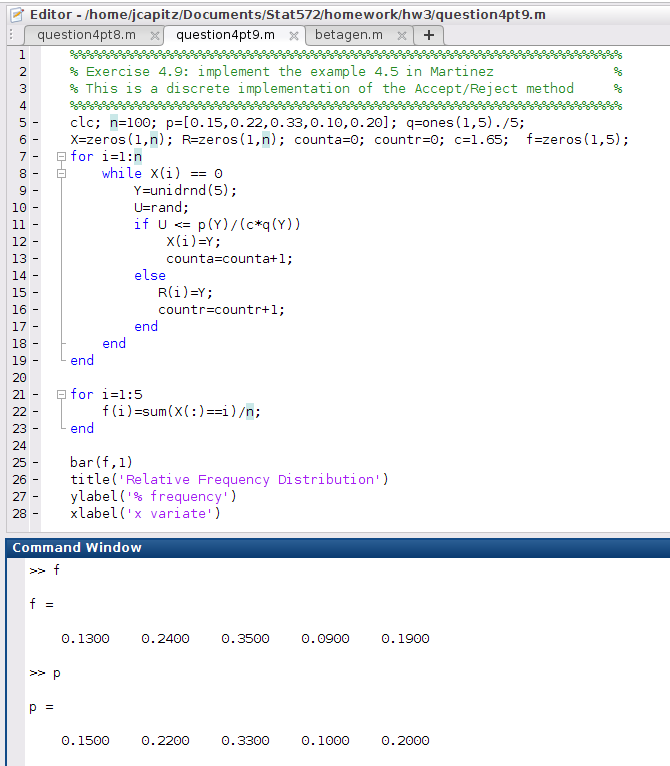 Editor - /home/jcapitz/Documents/Stat572/homework/hw3/question4pt9.m
question4pt8.m × question4pt9.m × betagen.m × +
1 %%%%%%%%%%%%%%%%%%%%%%%%%%%%%%%%%%%%%%%%%%%%%%%%%%%%%%%%%%%%%%%%%%%%%%%
2 % Exercise 4.9: implement the example 4.5 in Martinez %
3 % This is a discrete implementation of the Accept/Reject method %
4 %%%%%%%%%%%%%%%%%%%%%%%%%%%%%%%%%%%%%%%%%%%%%%%%%%%%%%%%%%%%%%%%%%%%%%%
5 - clc; n=100; p=[0.15,0.22,0.33,0.10,0.20]; q=ones(1,5)./5;
6 - X=zeros(1,n); R=zeros(1,n); counta=0; countr=0; c=1.65; f=zeros(1,5);
7 - for i=1:n
8 - while X(i) == 0
9 - Y=unidrnd(5);
10 - U=rand;
11 - if U <= p(Y)/(c*q(Y))
12 - X(i)=Y;
13 - counta=counta+1;
14 - else
15 - R(i)=Y;
16 - countr=countr+1;
17 - end
18 - end
19 - end
20
21 - for i=1:5
22 - f(i)=sum(X(:)==i)/n;
23 - end
24
25 - bar(f,1)
26 - title('Relative Frequency Distribution')
27 - ylabel('% frequency')
28 - xlabel('x variate')
Command Window
>> f
f =
0.1300 0.2400 0.3500 0.0900 0.1900
>> p
p =
0.1500 0.2200 0.3300 0.1000 0.2000